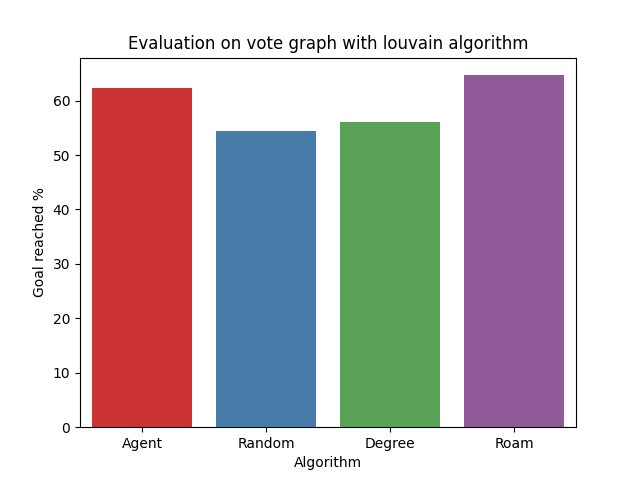 Evaluation on vote graph with louvain algorithm
Goal reached %
60
50
40
30
20
10
0
Agent Random Degree Roam
Algorithm